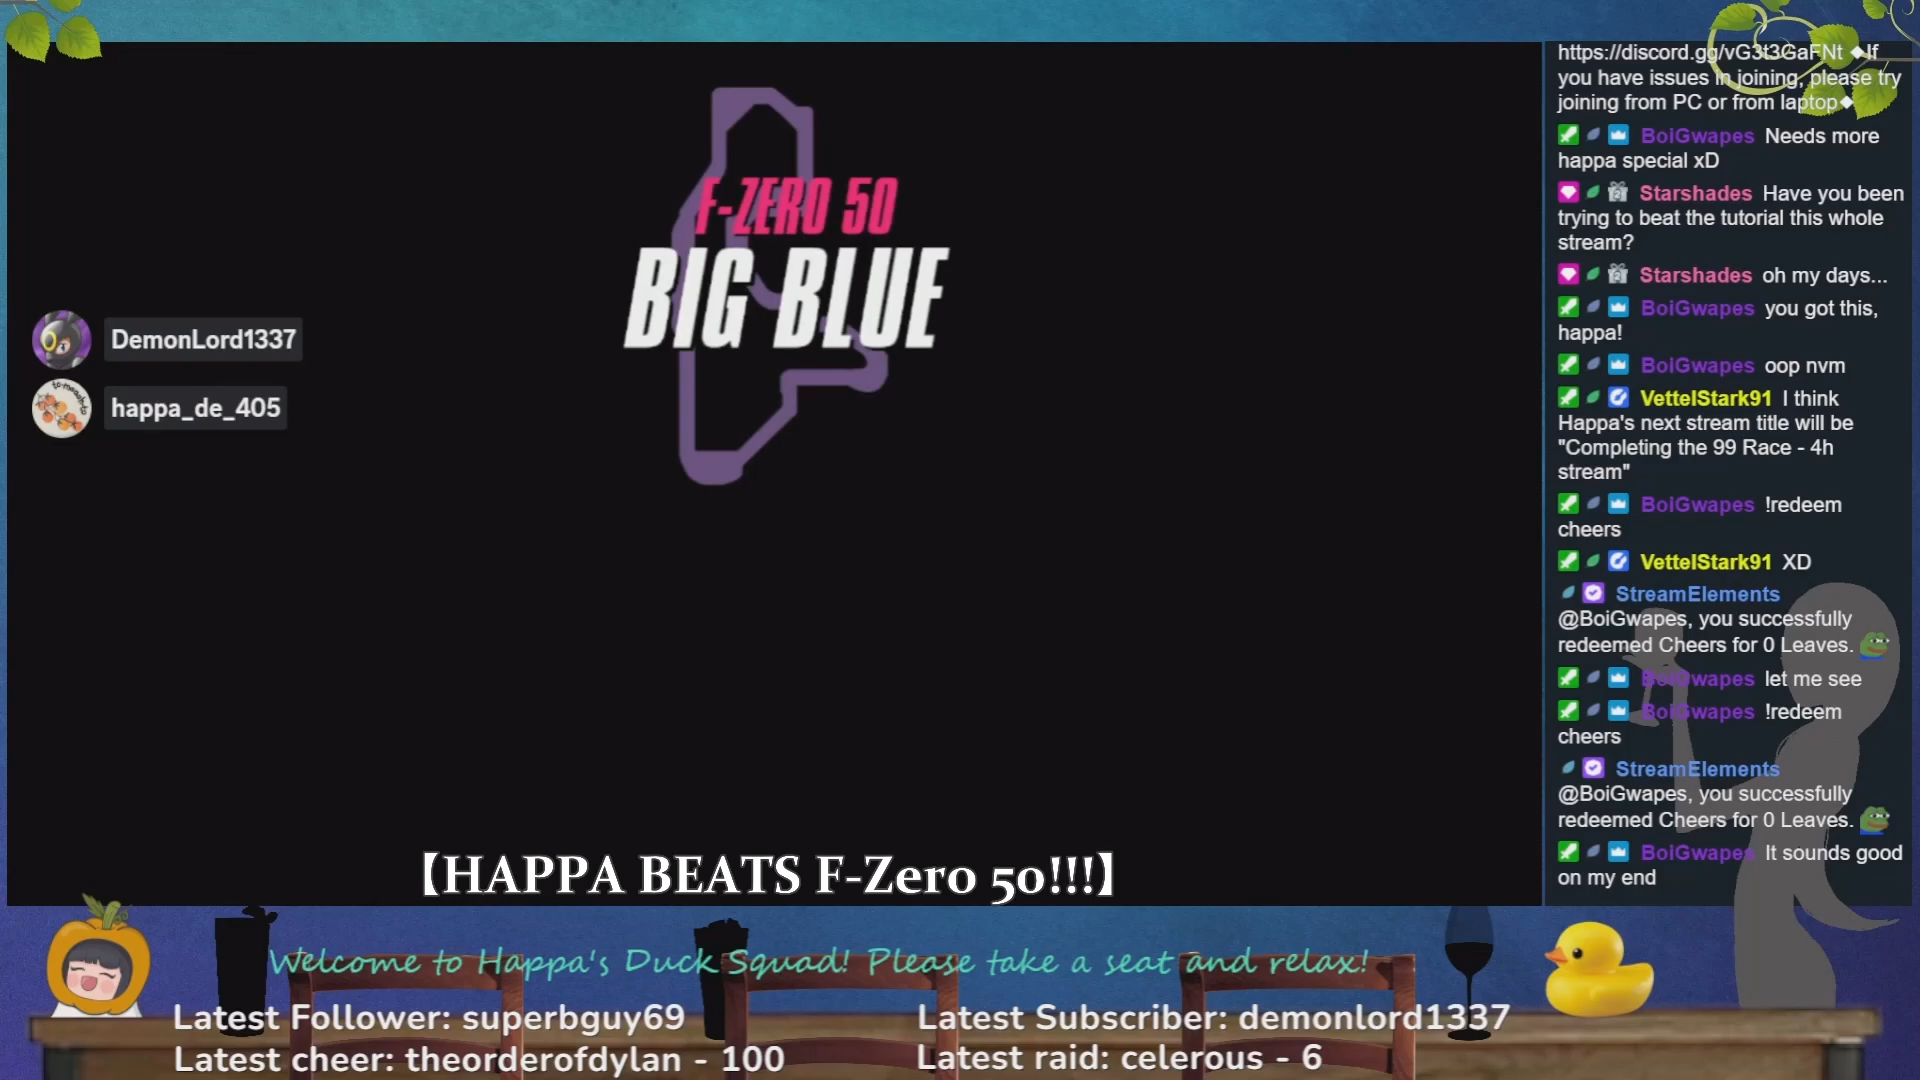 F-ZERO 50
BIG BLUE
DemonLord1337
happa_de_405
【HAPPA BEATS F-Zero 50!!!】
https://discord.gg/vG3t3GaFNt ◆If
you have issues in joining, please try
joining from PC or from laptop◆
BoiGwapes Needs more
happa special xD
Starshades Have you been
trying to beat the tutorial this whole
stream?
Starshades oh my days...
BoiGwapes you got this,
happa!
BoiGwapes oop nvm
VettelStark91 I think
Happa's next stream title will be
"Completing the 99 Race - 4h
stream"
BoiGwapes !redeem
cheers
VettelStark91 XD
StreamElements
@BoiGwapes, you successfully
redeemed Cheers for 0 Leaves.
BoiGwapes let me see
BoiGwapes !redeem
cheers
StreamElements
@BoiGwapes, you successfully
redeemed Cheers for 0 Leaves.
BoiGwapes It sounds good
on my end
Welcome to Happa's Duck Squad! Please take a seat and relax!
Latest Follower: superbguy69
Latest Subscriber: demonlord1337
Latest cheer: theorderofdylan - 100
Latest raid: celerous - 6